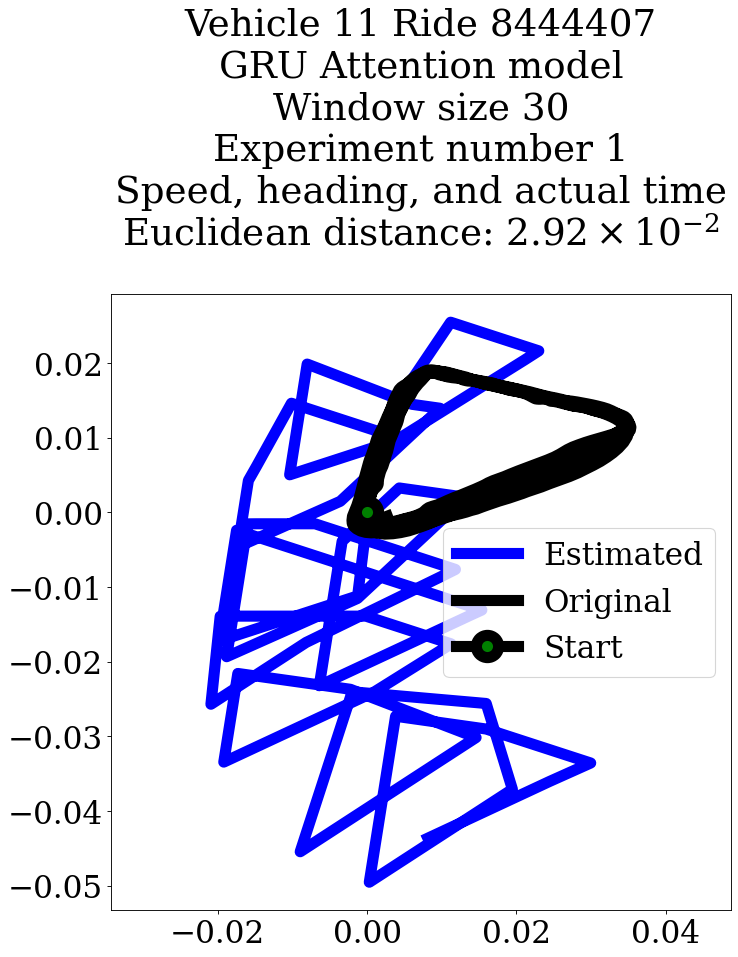 Vehicle 11 Ride 8444407
GRU Attention model
Window size 30
Experiment number 1
Speed, heading, and actual time
Euclidean distance: 2.92 × 10⁻²
0.02
0.01
0.00
−0.01
−0.02
−0.03
−0.04
−0.05
Estimated
Original
Start
−0.02 0.00 0.02 0.04